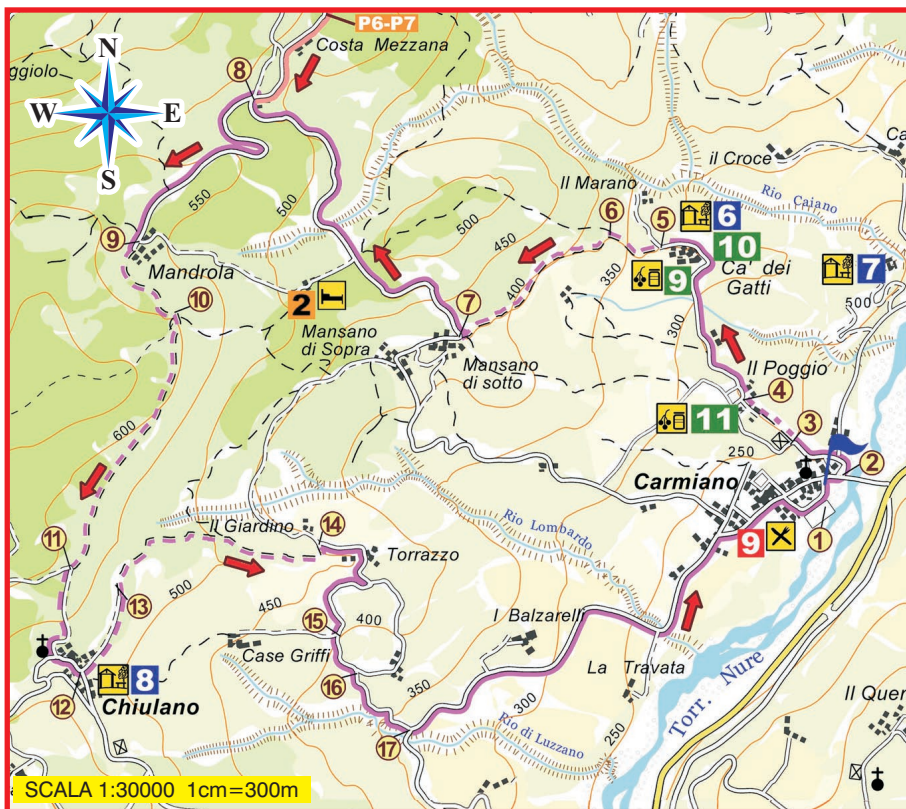 P6-P7
Costa Mezzana
ggiolo
N
W E
S
8
550
500
il Croce
Ca
Il Marano
Rio Caiano
500
6
5
6
10
9
450
350
400
Ca' dei
Gatti
7
500
9
Mandrola
10
2
Mansano
di Sopra
7
Mansano
di sotto
300
Il Poggio
4
11
3
250
2
Carmiano
600
9
1
Rio Lombardo
Il Giardino
14
Torrazzo
11
13
500
450
400
15
I Balzarelli
Case Griffi
La Travata
16
350
300
8
12
Chiulano
17
Rio di Luzzano
250
Torr. Nure
Il Quer
SCALA 1:30000 1cm=300m